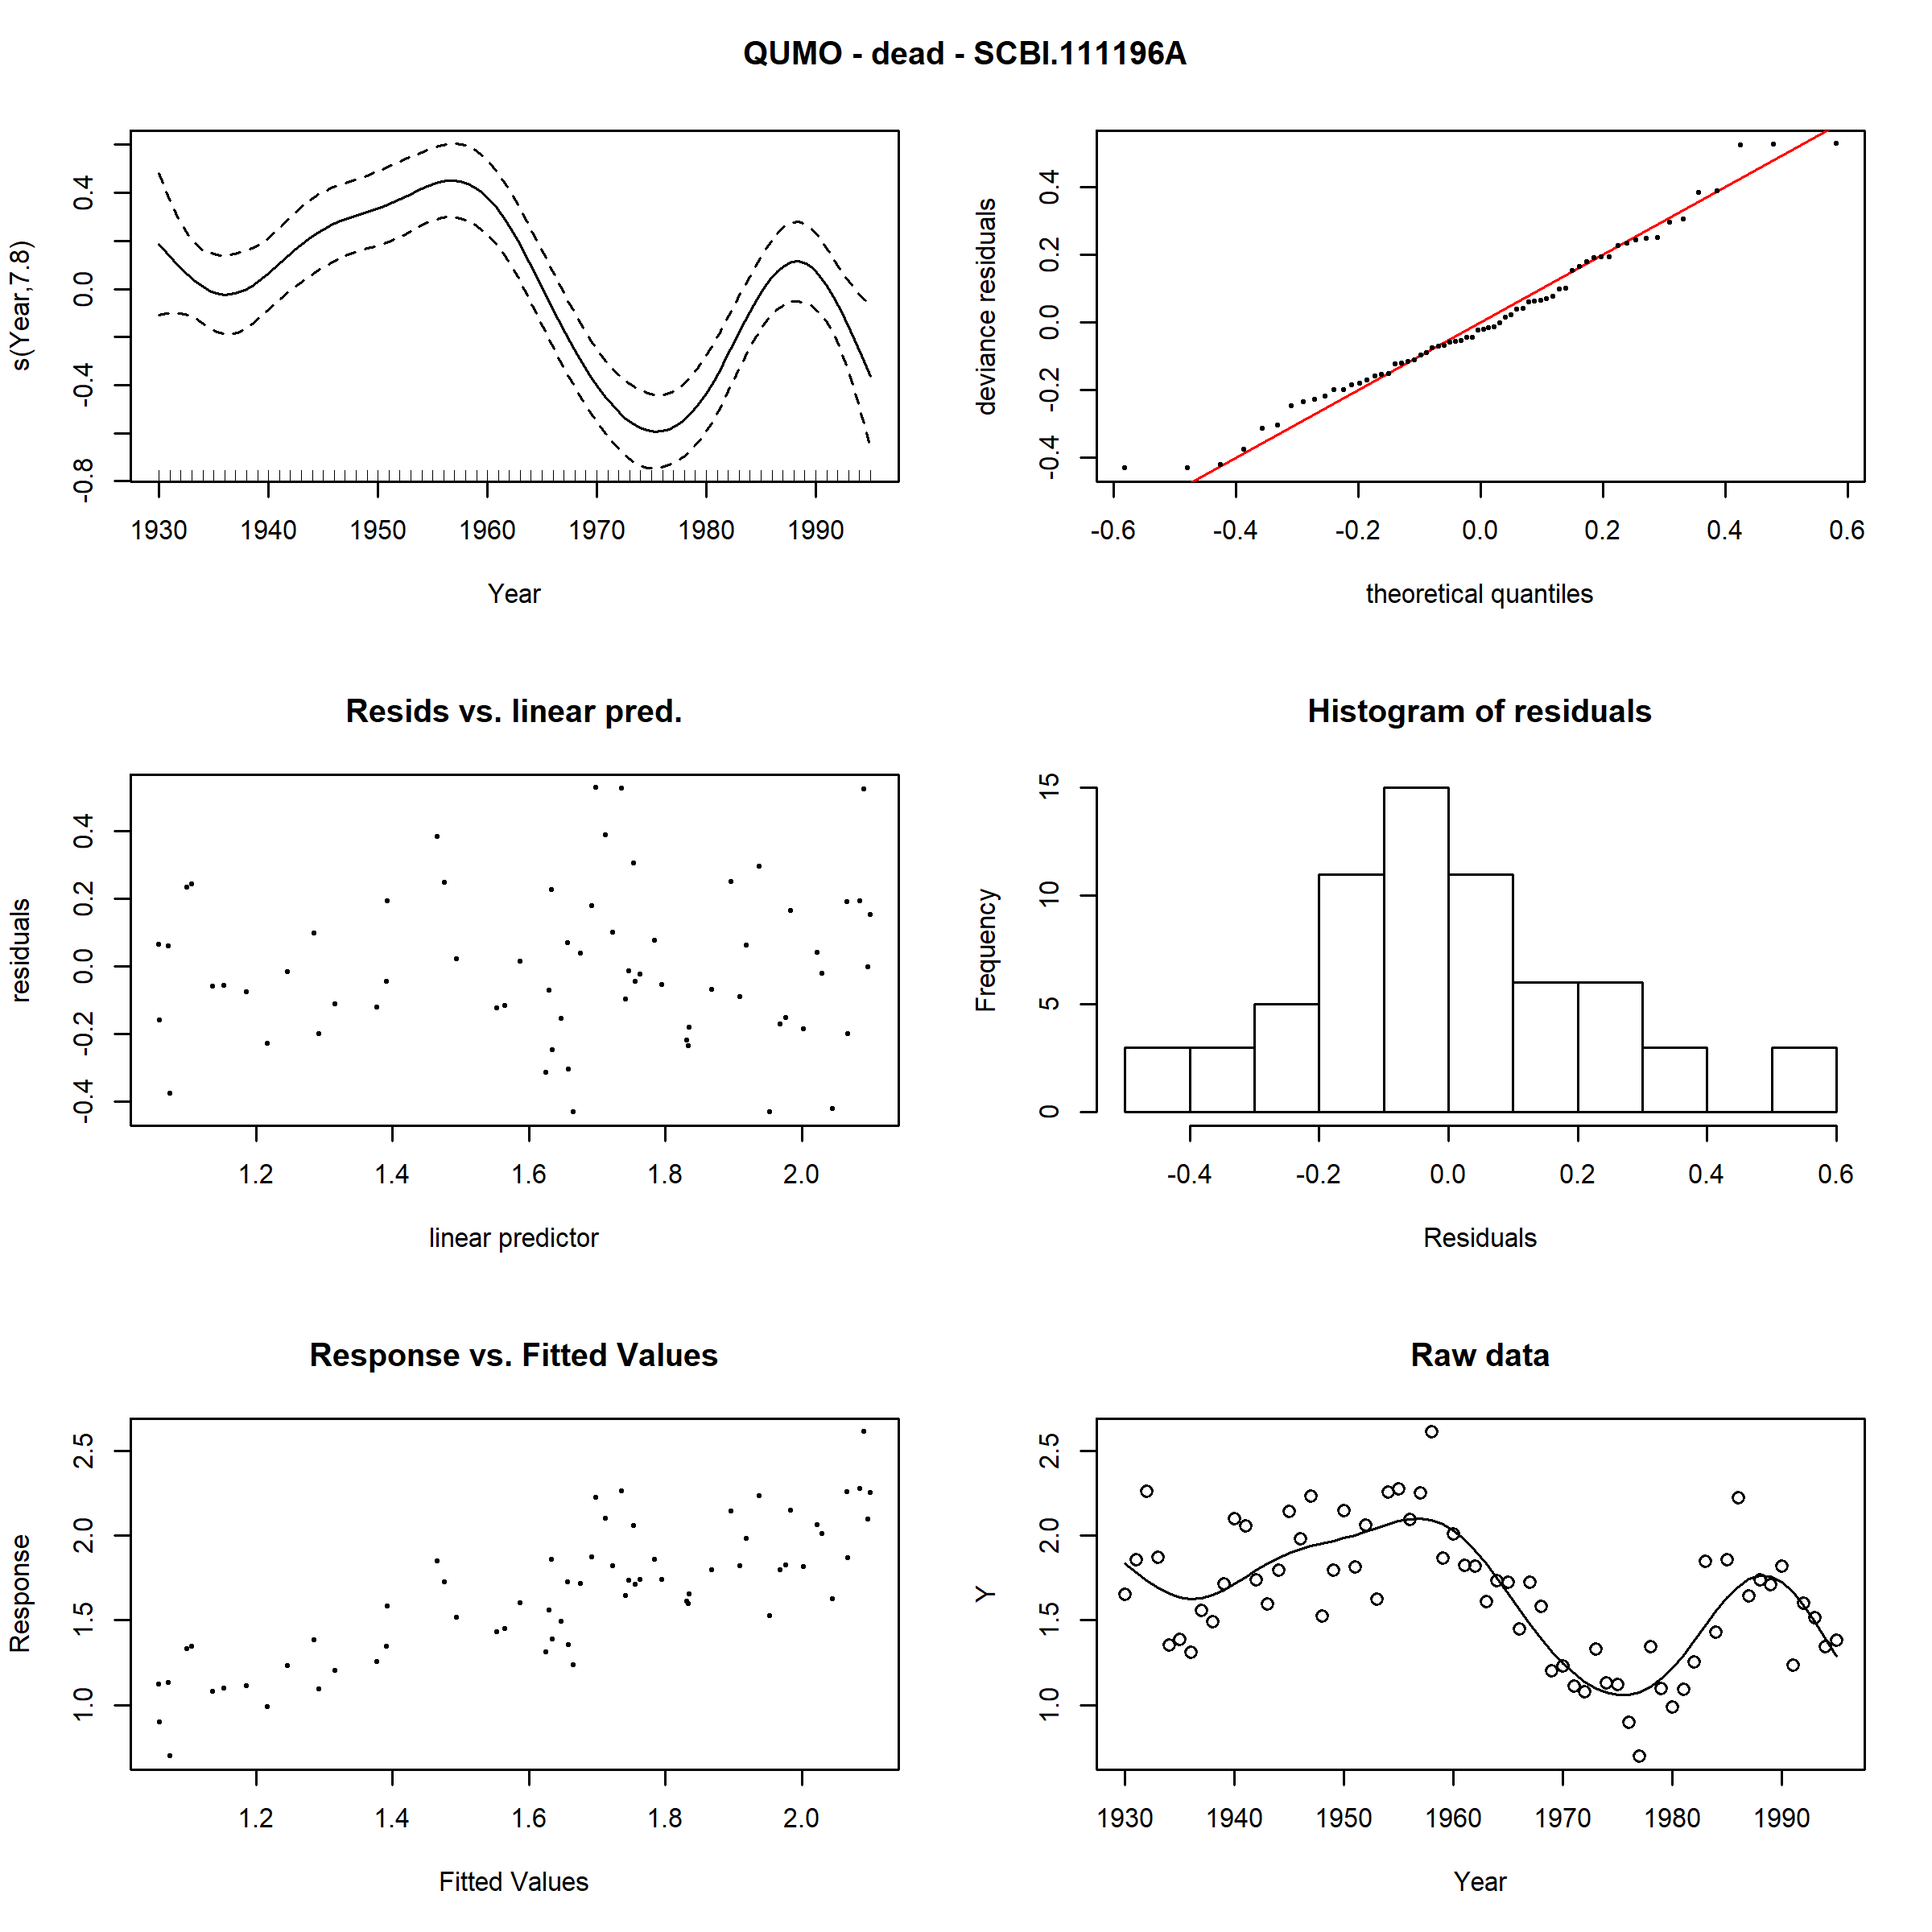 QUMO - dead - SCBI.111196A
s(Year,7.8)
0.4
0.0
-0.4
-0.8
1930 1940 1950 1960 1970 1980 1990
Year
deviance residuals
0.4
0.2
0.0
-0.2
-0.4
-0.6 -0.4 -0.2 0.0 0.2 0.4 0.6
theoretical quantiles
Resids vs. linear pred.
residuals
0.4
0.2
0.0
-0.2
-0.4
1.2 1.4 1.6 1.8 2.0
linear predictor
Histogram of residuals
Frequency
15
10
5
0
-0.4 -0.2 0.0 0.2 0.4 0.6
Residuals
Response vs. Fitted Values
Response
2.5
2.0
1.5
1.0
1.2 1.4 1.6 1.8 2.0
Fitted Values
Raw data
Y
2.5
2.0
1.5
1.0
1930 1940 1950 1960 1970 1980 1990
Year